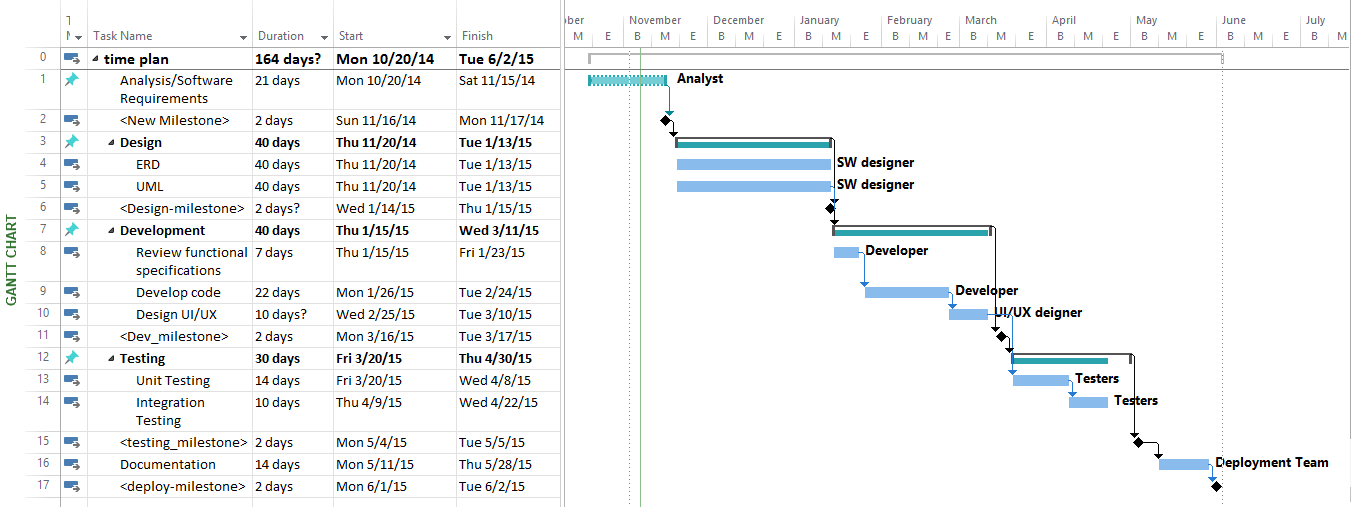 GANTT CHART
T
M
Task Name Duration Start Finish
ber November December January February March April May June July
M E B M E B M E B M E B M E B M E B M E B M E B M E B M
0 time plan 164 days? Mon 10/20/14 Tue 6/2/15
1 Analysis/Software 21 days Mon 10/20/14 Sat 11/15/14 Analyst
Requirements
2 <New Milestone> 2 days Sun 11/16/14 Mon 11/17/14
3 Design 40 days Thu 11/20/14 Tue 1/13/15
4 ERD 40 days Thu 11/20/14 Tue 1/13/15 SW designer
5 UML 40 days Thu 11/20/14 Tue 1/13/15 SW designer
6 <Design-milestone> 2 days? Wed 1/14/15 Thu 1/15/15
7 Development 40 days Thu 1/15/15 Wed 3/11/15
8 Review functional 7 days Thu 1/15/15 Fri 1/23/15 Developer
specifications
9 Develop code 22 days Mon 1/26/15 Tue 2/24/15 Developer
10 Design UI/UX 10 days? Wed 2/25/15 Tue 3/10/15 UI/UX deigner
11 <Dev_milestone> 2 days Mon 3/16/15 Tue 3/17/15
12 Testing 30 days Fri 3/20/15 Thu 4/30/15
13 Unit Testing 14 days Fri 3/20/15 Wed 4/8/15 Testers
14 Integration 10 days Thu 4/9/15 Wed 4/22/15 Testers
Testing
15 <testing_milestone> 2 days Mon 5/4/15 Tue 5/5/15
16 Documentation 14 days Mon 5/11/15 Thu 5/28/15 Deployment Team
17 <deploy-milestone> 2 days Mon 6/1/15 Tue 6/2/15